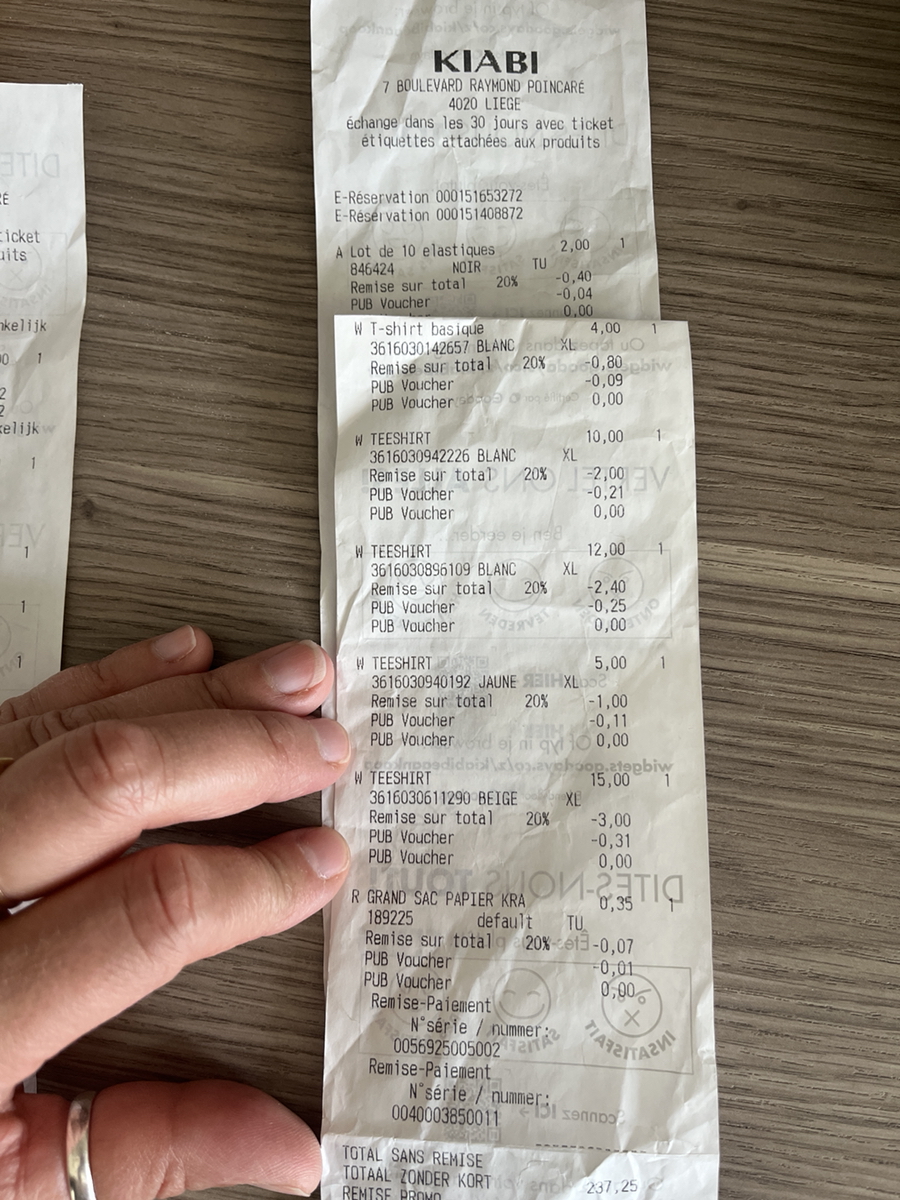 KIABI
7 BOULEVARD RAYMOND POINCARÉ
4020 LIEGE
échange dans les 30 jours avec ticket
étiquettes attachées aux produits
E-Réservation 000151653272
E-Réservation 000151408872
A Lot de 10 elastiques 2,00 1
846424 NOIR TU
Remise sur total 20% -0,40
PUB Voucher -0,04
0,00
W T-shirt basique 4,00 1
3616030142657 BLANC XL
Remise sur total 20% -0,80
PUB Voucher -0,09
PUB Voucher 0,00
W TEESHIRT 10,00 1
3616030942226 BLANC XL
Remise sur total 20% -2,00
PUB Voucher -0,21
PUB Voucher 0,00
W TEESHIRT 12,00 1
3616030896109 BLANC XL
Remise sur total 20% -2,40
PUB Voucher -0,25
PUB Voucher 0,00
W TEESHIRT 5,00 1
3616030940192 JAUNE XL
Remise sur total 20% -1,00
PUB Voucher -0,11
PUB Voucher 0,00
W TEESHIRT 15,00 1
3616030611290 BEIGE XL
Remise sur total 20% -3,00
PUB Voucher -0,31
PUB Voucher 0,00
R GRAND SAC PAPIER KRA 0,35 1
189225 default TU
Remise sur total 20% -0,07
PUB Voucher -0,01
PUB Voucher 0,00
Remise-Paiement
N°série / nummer:
0056925005002
Remise-Paiement
N°série / nummer:
0040003850011
TOTAL SANS REMISE
TOTAAL ZONDER KORT 237,25
REMISE PROMO